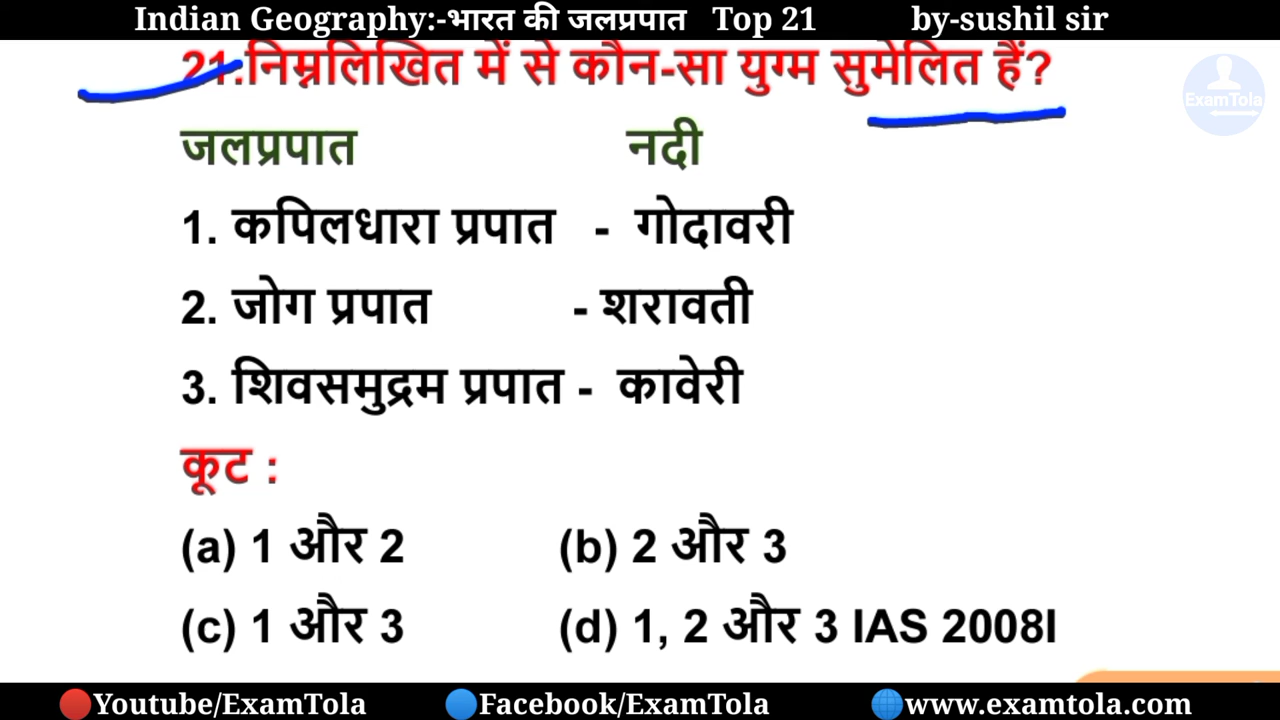 Indian Geography:-भारत की जलप्रपात Top 21 by-sushil sir
21.निम्नलिखित में से कौन-सा युग्म सुमेलित हैं?
ExamTola
जलप्रपात नदी
1. कपिलधारा प्रपात - गोदावरी
2. जोग प्रपात - शरावती
3. शिवसमुद्रम प्रपात - कावेरी
कूट :
(a) 1 और 2 (b) 2 और 3
(c) 1 और 3 (d) 1, 2 और 3 IAS 2008I
Youtube/ExamTola Facebook/ExamTola www.examtola.com